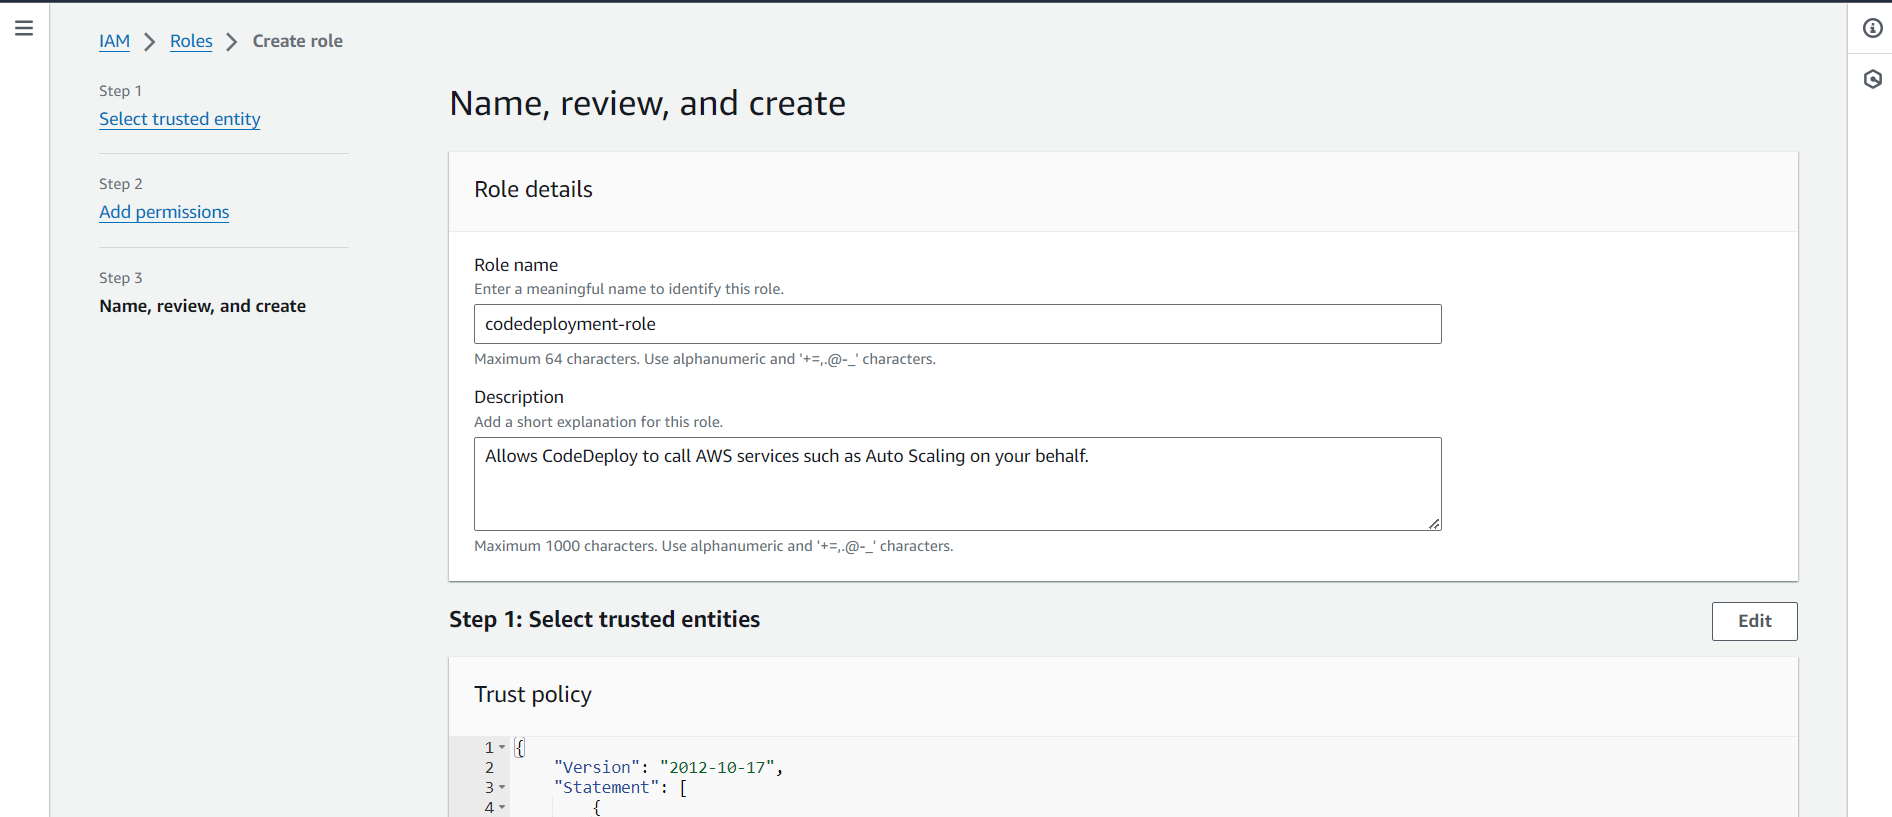 IAM > Roles > Create role
Step 1
Select trusted entity
Step 2
Add permissions
Step 3
Name, review, and create
Name, review, and create
Role details
Role name
Enter a meaningful name to identify this role.
codedeployment-role
Maximum 64 characters. Use alphanumeric and '+=,.@-_' characters.
Description
Add a short explanation for this role.
Allows CodeDeploy to call AWS services such as Auto Scaling on your behalf.
Maximum 1000 characters. Use alphanumeric and '+=,.@-_' characters.
Step 1: Select trusted entities
Edit
Trust policy
1 {
2 "Version": "2012-10-17",
3 "Statement": [
4 {